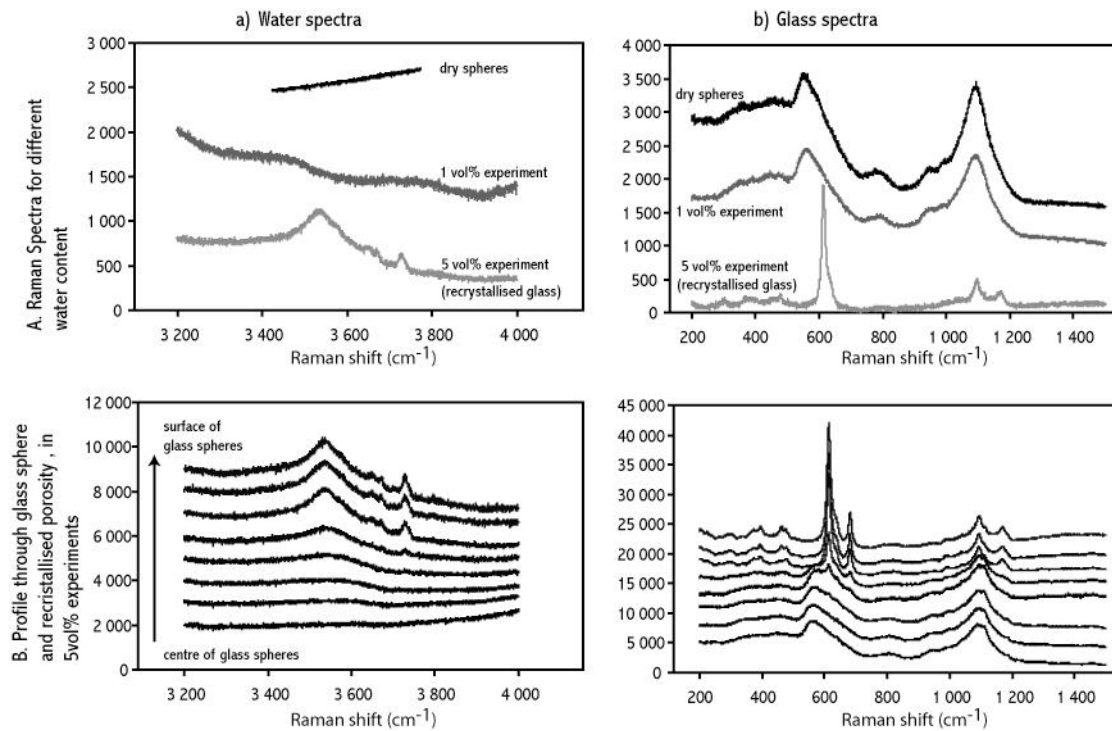 a) Water spectra
b) Glass spectra
A. Raman Spectra for different
water content
3 000
2 500
2 000
1 500
1 000
500
0
dry spheres
1 vol% experiment
5 vol% experiment
(recrystallised glass)
3 200 3 400 3 600 3 800 4 000
Raman shift (cm-1)
4 000
3 500
3 000
2 500
2 000
1 500
1 000
500
0
dry spheres
1 vol% experiment
5 vol% experiment
(recrystallised glass)
200 400 600 800 1 000 1 200 1 400
Raman shift (cm-1)
B. Profile through glass sphere
and recristallised porosity , in
5vol% experiments
12 000
10 000
8 000
6 000
4 000
2 000
0
surface of
glass spheres
centre of glass spheres
3 200 3 400 3 600 3 800 4 000
Raman shift (cm-1)
45 000
40 000
35 000
30 000
25 000
20 000
15 000
10 000
5 000
0
200 400 600 800 1 000 1 200 1 400
Raman shift (cm-1)